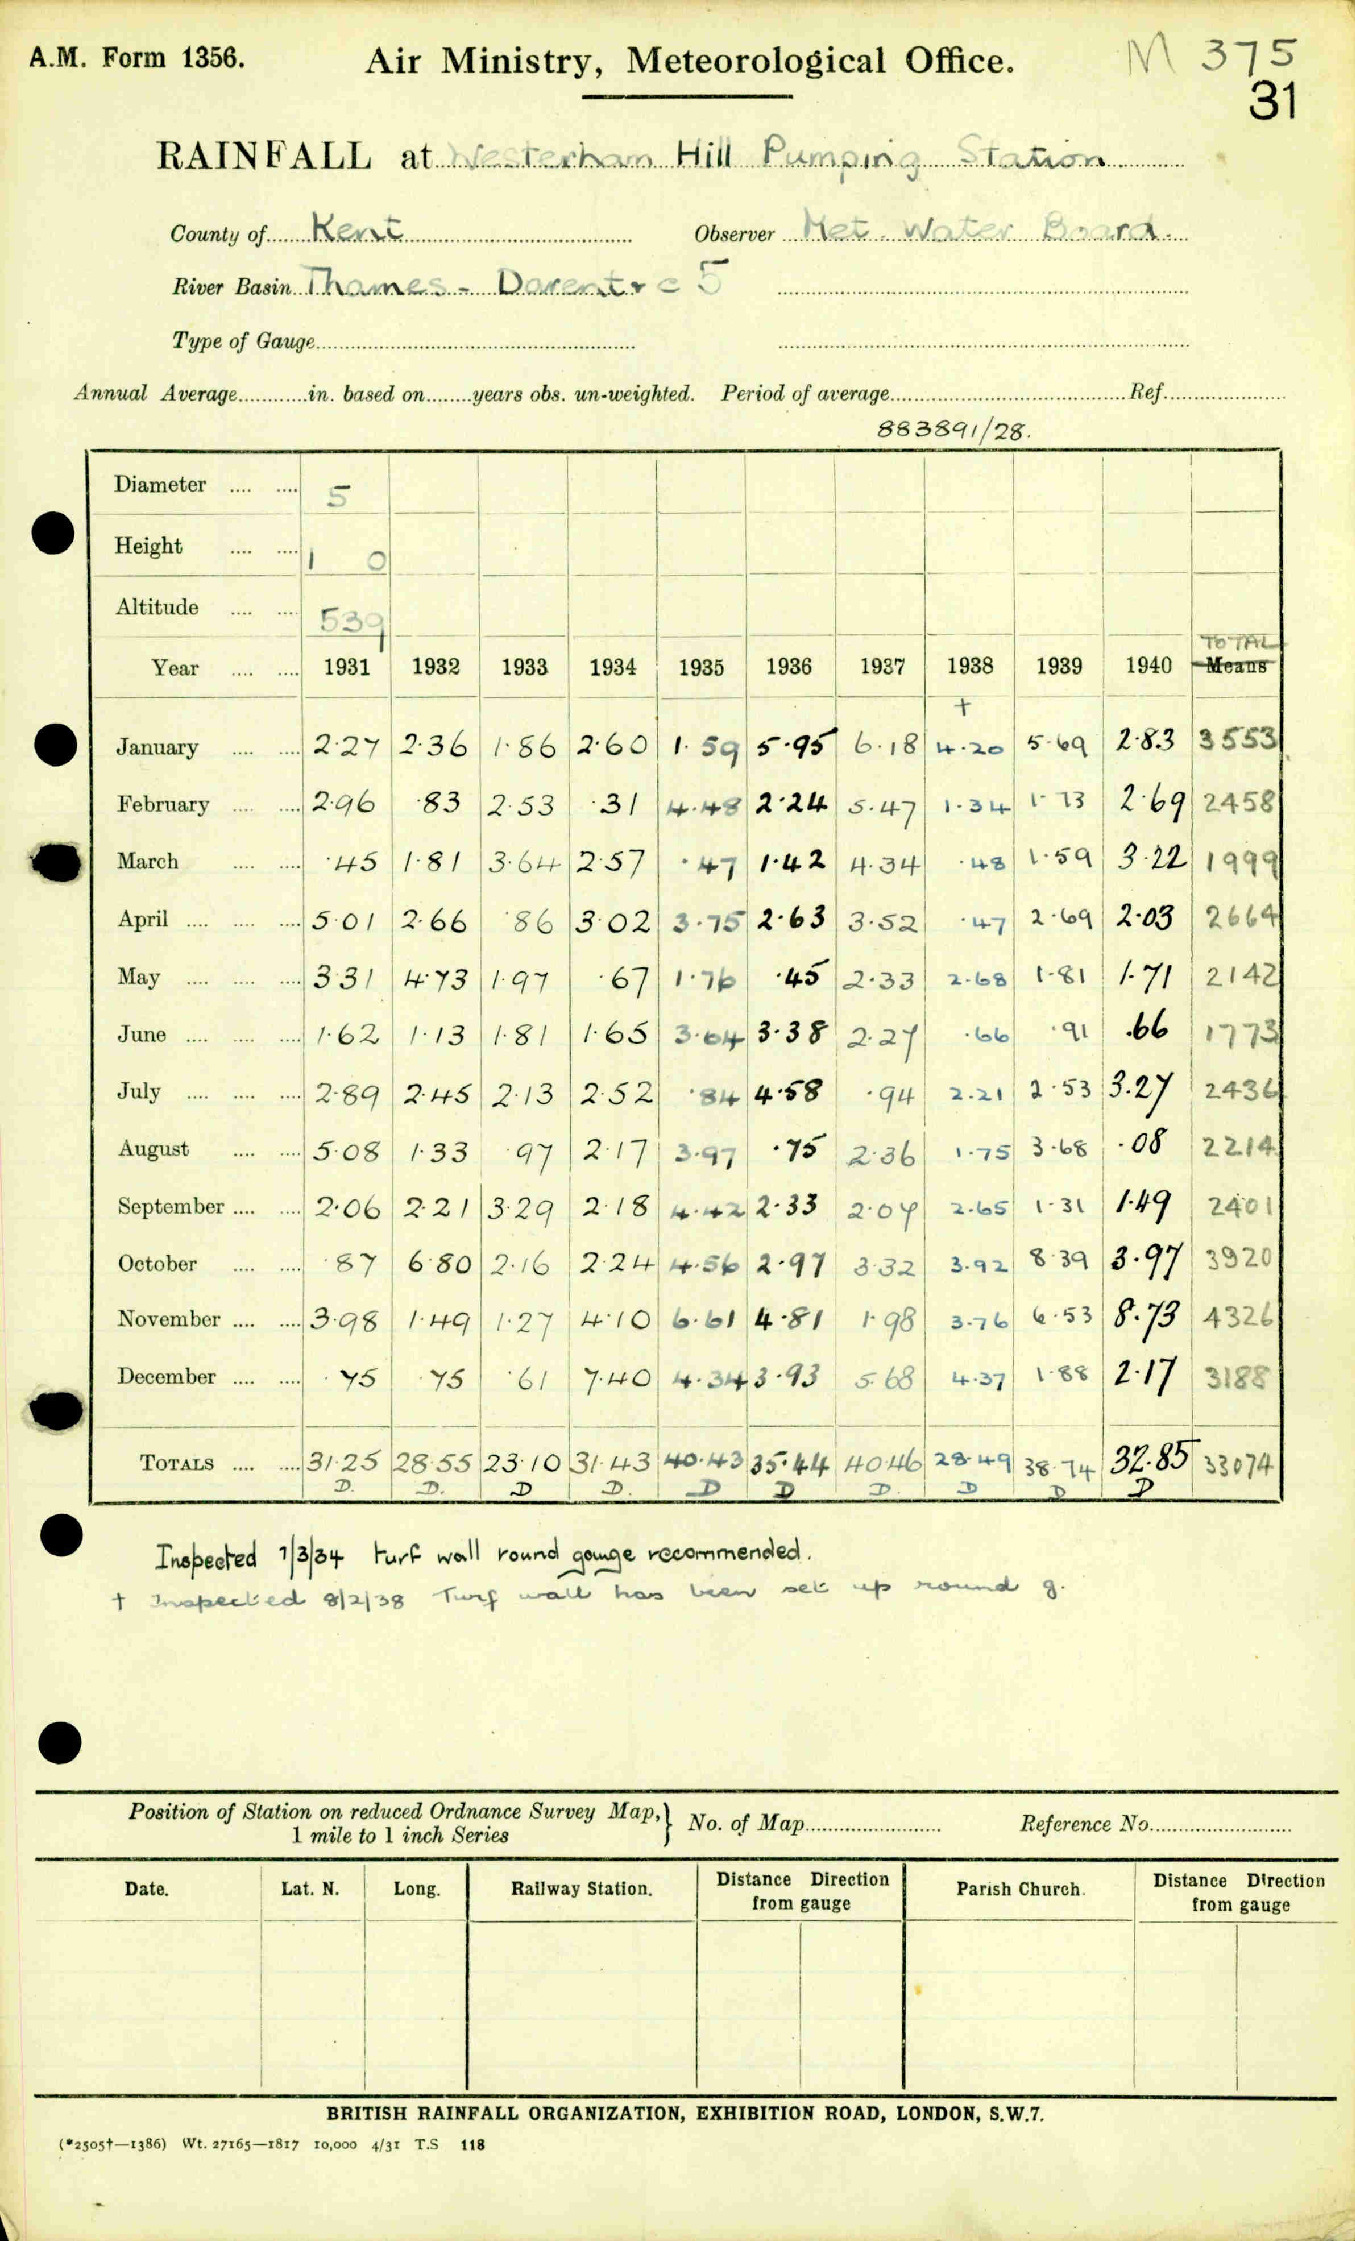 A.M. Form 1356. Air Ministry, Meteorological Office. M 375
31
RAINFALL at Westerham Hill Pumping Station
County of Kent Observer Met. Water Board.
River Basin Thames - Darent + c 5
Type of Gauge
Annual Average in. based on years obs. un-weighted. Period of average Ref.
883891/28.
Diameter 5
Height 1 0
Altitude 539
TOTAL
Year 1931 1932 1933 1934 1935 1936 1937 1938 1939 1940 Means
+
January 2.27 2.36 1.86 2.60 1.59 5.95 6.18 4.20 5.69 2.83 3553
February 2.96 .83 2.53 .31 4.48 2.24 5.47 1.34 1.73 2.69 2458
March .45 1.81 3.64 2.57 .47 1.42 4.34 .48 1.59 3.22 1999
April 5.01 2.66 .86 3.02 3.75 2.63 3.52 .47 2.69 2.03 2664
May 3.31 4.73 1.97 .67 1.76 .45 2.33 2.68 1.81 1.71 2142
June 1.62 1.13 1.81 1.65 3.64 3.38 2.27 .66 .91 .66 1773
July 2.89 2.45 2.13 2.52 .84 4.58 .94 2.21 2.53 3.27 2436
August 5.08 1.33 .97 2.17 3.97 .75 2.36 1.75 3.68 .08 2214
September 2.06 2.21 3.29 2.18 4.42 2.33 2.07 2.65 1.31 1.49 2401
October .87 6.80 2.16 2.24 4.56 2.97 3.32 3.92 8.39 3.97 3920
November 3.98 1.49 1.27 4.10 6.61 4.81 1.98 3.76 6.53 8.73 4326
December .75 .75 .61 7.40 4.34 3.93 5.68 4.37 1.88 2.17 3188
TOTALS 31.25 28.55 23.10 31.43 40.43 35.44 40.46 28.49 38.74 32.85 33074
D. D. D D. D D D. D D D
Inspected 7/3/34 turf wall round gauge recommended.
† Inspected 8/2/38 Turf wall has been set up round g.
Position of Station on reduced Ordnance Survey Map, } No. of Map Reference No.
1 mile to 1 inch Series
Date. Lat. N. Long. Railway Station. Distance Direction from gauge Parish Church. Distance Direction from gauge
BRITISH RAINFALL ORGANIZATION, EXHIBITION ROAD, LONDON, S.W.7.
(*2505†—1386) Wt. 27165—1817 10,000 4/31 T.S 118